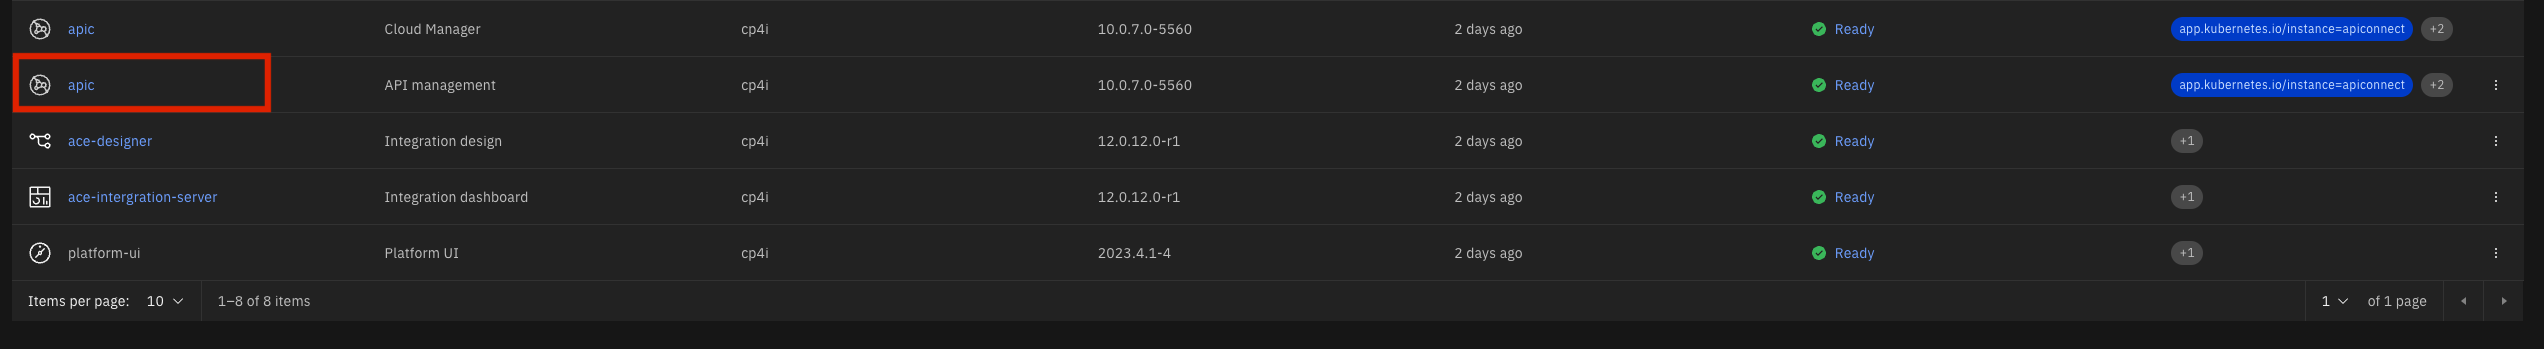 apic Cloud Manager cp4i 10.0.7.0-5560 2 days ago Ready app.kubernetes.io/instance=apiconnect +2
apic API management cp4i 10.0.7.0-5560 2 days ago Ready app.kubernetes.io/instance=apiconnect +2
ace-designer Integration design cp4i 12.0.12.0-r1 2 days ago Ready +1
ace-intergration-server Integration dashboard cp4i 12.0.12.0-r1 2 days ago Ready +1
platform-ui Platform UI cp4i 2023.4.1-4 2 days ago Ready +1
Items per page: 10 1–8 of 8 items 1 of 1 page